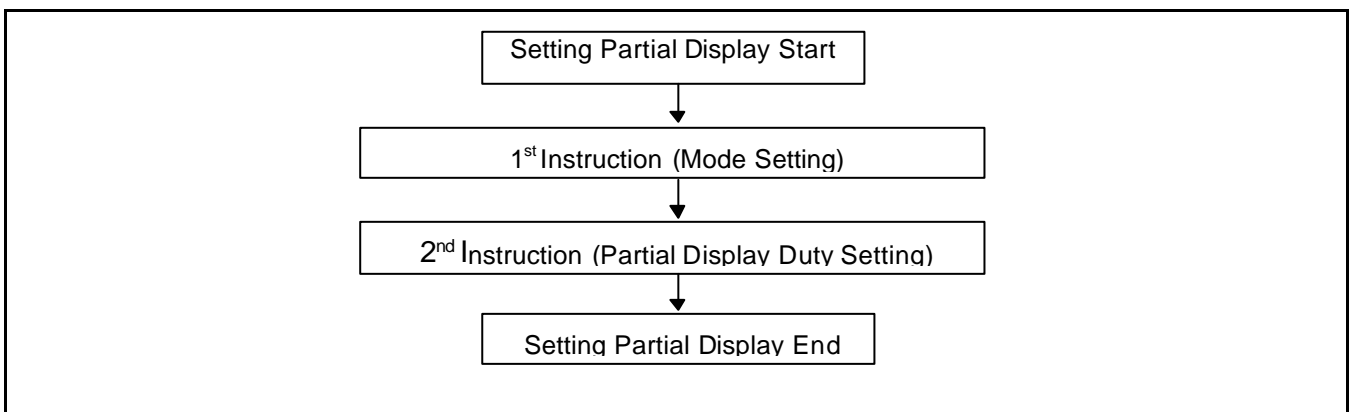 Setting Partial Display Start
1st Instruction (Mode Setting)
2nd Instruction (Partial Display Duty Setting)
Setting Partial Display End